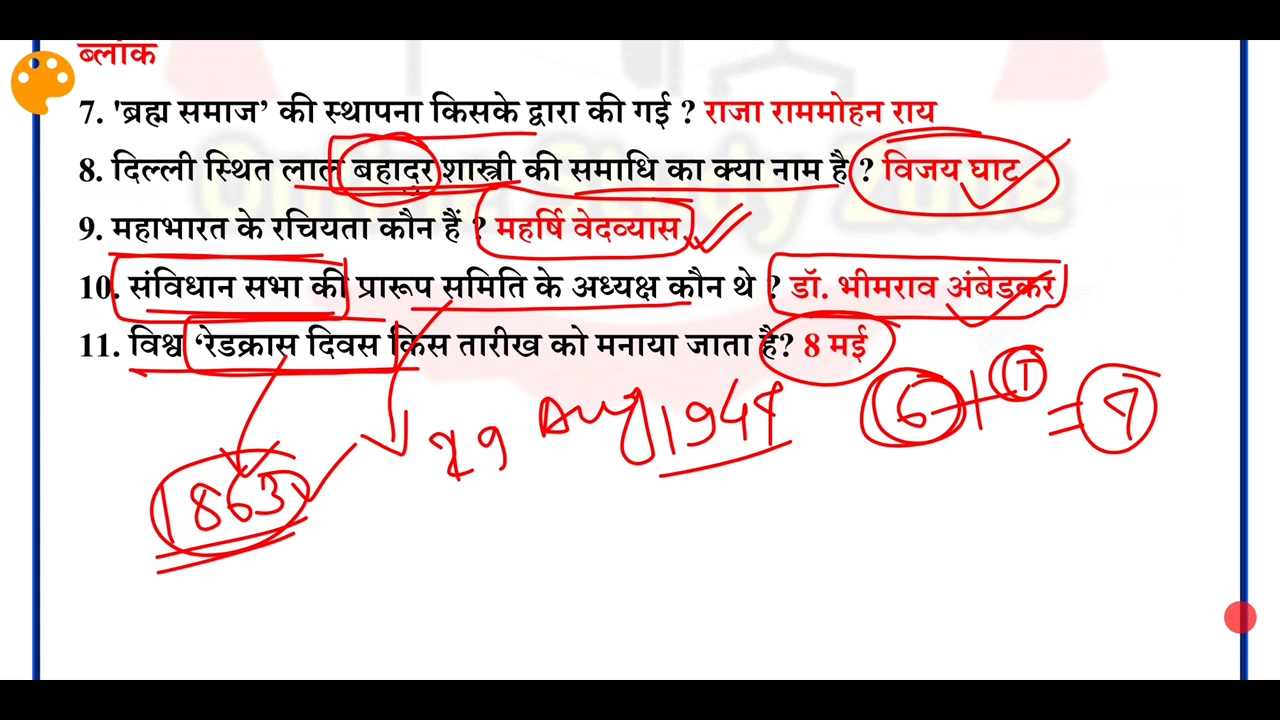 ब्लॉक
7. 'ब्रह्म समाज’ की स्थापना किसके द्वारा की गई ? राजा राममोहन राय
8. दिल्ली स्थित लाल बहादुर शास्त्री की समाधि का क्या नाम है ? विजय घाट
9. महाभारत के रचियता कौन हैं ? महर्षि वेदव्यास
10. संविधान सभा की प्रारूप समिति के अध्यक्ष कौन थे ? डॉ. भीमराव अंबेडकर
11. विश्व ‘रेडक्रास दिवस किस तारीख को मनाया जाता है? 8 मई
29 Aug 1947 6 + 1 = 7
1863